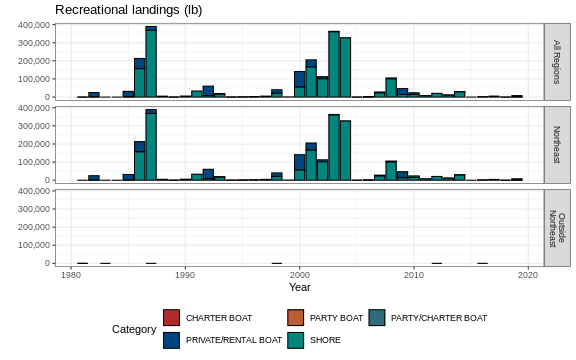 Recreational landings (lb)
400,000
300,000
200,000
100,000
0
All Regions
400,000
300,000
200,000
100,000
0
Northeast
400,000
300,000
200,000
100,000
0
Outside
Northeast
1980 1990 2000 2010 2020
Year
Category
CHARTER BOAT PARTY BOAT PARTY/CHARTER BOAT
PRIVATE/RENTAL BOAT SHORE